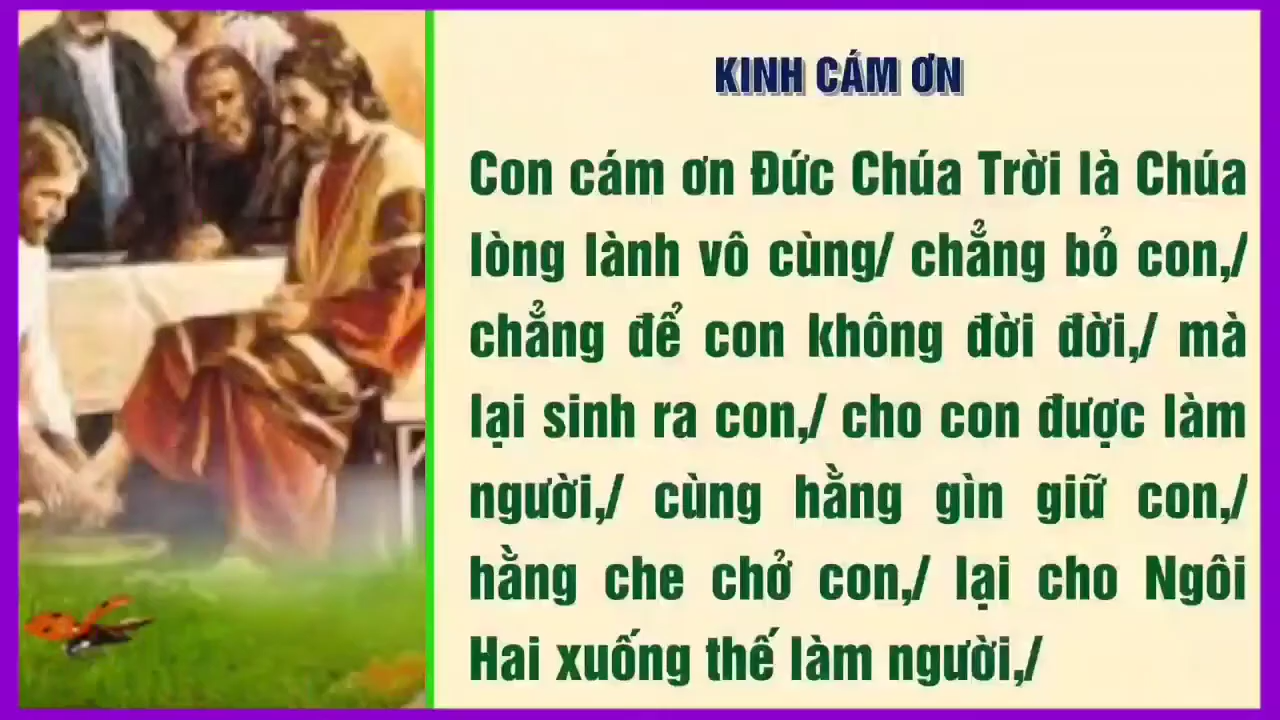 KINH CÁM ƠN
Con cám ơn Đức Chúa Trời là Chúa
lòng lành vô cùng/ chẳng bỏ con,/
chẳng để con không đời đời,/ mà
lại sinh ra con,/ cho con được làm
người,/ cùng hằng gìn giữ con,/
hằng che chở con,/ lại cho Ngôi
Hai xuống thế làm người,/